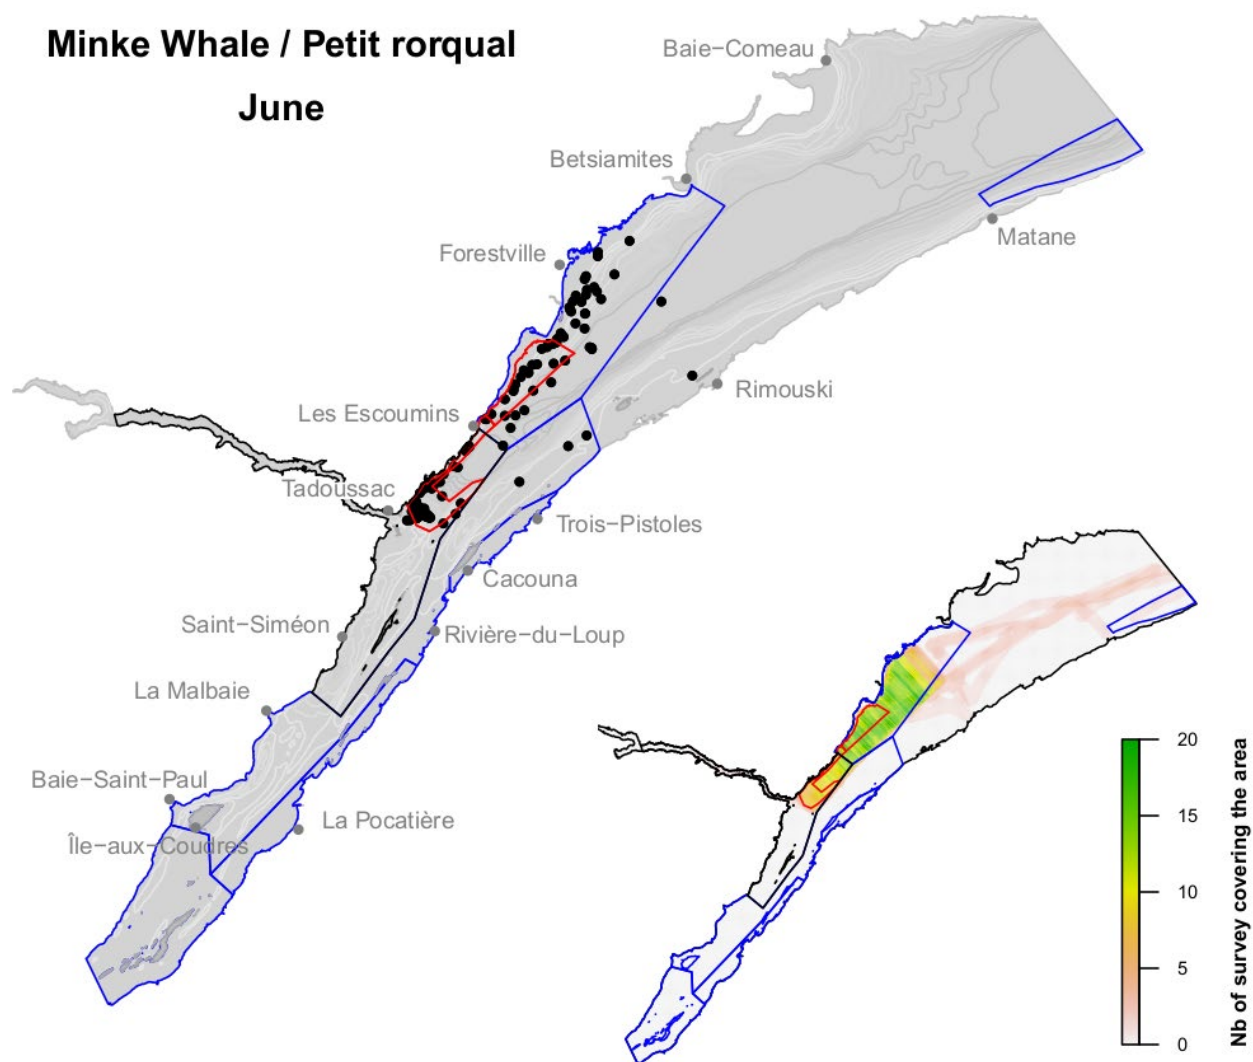 Minke Whale / Petit rorqual
June
Baie−Comeau
Betsiamites
Forestville
Matane
Rimouski
Les Escoumins
Tadoussac
Trois−Pistoles
Cacouna
Saint−Siméon
Rivière−du−Loup
La Malbaie
Baie−Saint−Paul
La Pocatière
Île−aux−Coudres
20
15
10
5
0
Nb of survey covering the area